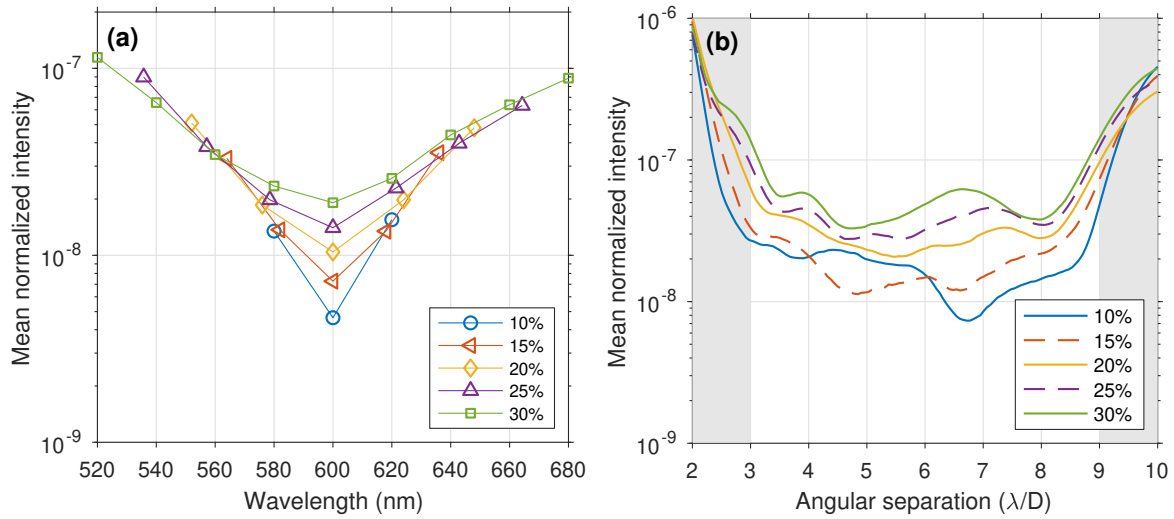 (a)
Mean normalized intensity
10^-7
10^-8
10^-9
520 540 560 580 600 620 640 660 680
Wavelength (nm)
10%
15%
20%
25%
30%
(b)
Mean normalized intensity
10^-6
10^-7
10^-8
10^-9
2 3 4 5 6 7 8 9 10
Angular separation (λ/D)
10%
15%
20%
25%
30%